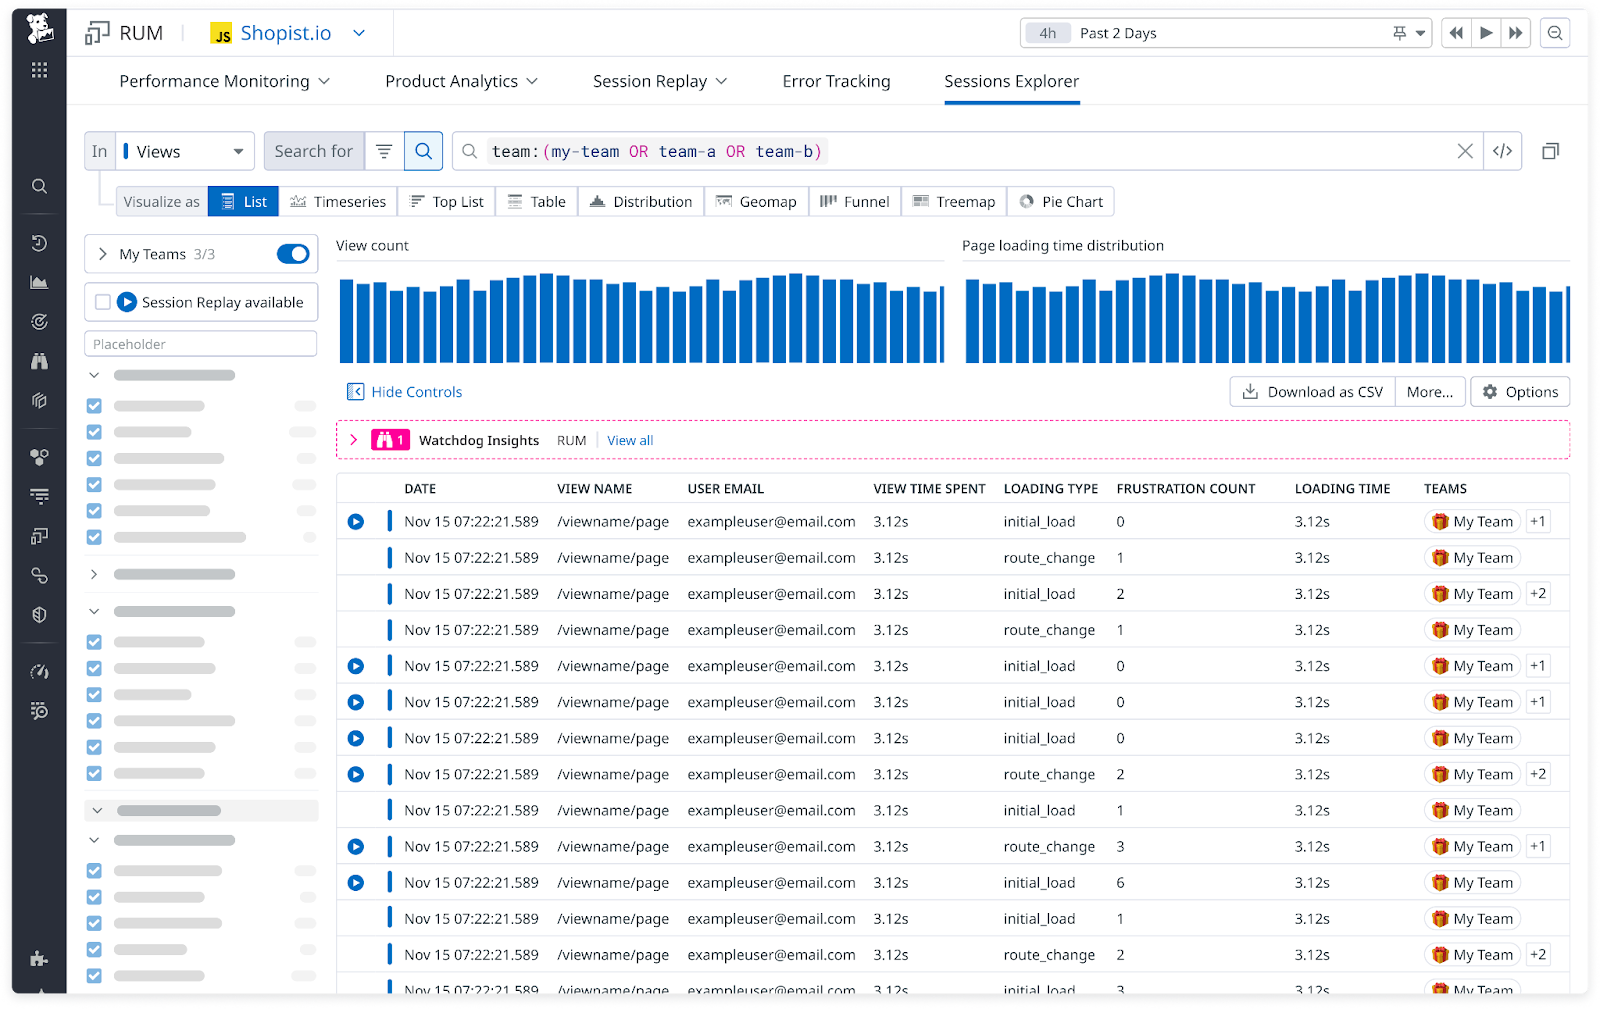 RUM
JS Shopist.io
4h Past 2 Days
Performance Monitoring Product Analytics Session Replay Error Tracking Sessions Explorer
In Views Search for team:(my-team OR team-a OR team-b) </>
Visualize as List Timeseries Top List Table Distribution Geomap Funnel Treemap Pie Chart
My Teams 3/3
Session Replay available
Placeholder
View count
Page loading time distribution
Hide Controls
Download as CSV More... Options
1 Watchdog Insights RUM View all
DATE VIEW NAME USER EMAIL VIEW TIME SPENT LOADING TYPE FRUSTRATION COUNT LOADING TIME TEAMS
Nov 15 07:22:21.589 /viewname/page exampleuser@email.com 3.12s initial_load 0 3.12s My Team +1
Nov 15 07:22:21.589 /viewname/page exampleuser@email.com 3.12s route_change 1 3.12s My Team
Nov 15 07:22:21.589 /viewname/page exampleuser@email.com 3.12s initial_load 2 3.12s My Team +2
Nov 15 07:22:21.589 /viewname/page exampleuser@email.com 3.12s route_change 1 3.12s My Team
Nov 15 07:22:21.589 /viewname/page exampleuser@email.com 3.12s initial_load 0 3.12s My Team +1
Nov 15 07:22:21.589 /viewname/page exampleuser@email.com 3.12s initial_load 0 3.12s My Team +1
Nov 15 07:22:21.589 /viewname/page exampleuser@email.com 3.12s initial_load 0 3.12s My Team
Nov 15 07:22:21.589 /viewname/page exampleuser@email.com 3.12s route_change 2 3.12s My Team +2
Nov 15 07:22:21.589 /viewname/page exampleuser@email.com 3.12s initial_load 1 3.12s My Team
Nov 15 07:22:21.589 /viewname/page exampleuser@email.com 3.12s route_change 3 3.12s My Team +1
Nov 15 07:22:21.589 /viewname/page exampleuser@email.com 3.12s initial_load 6 3.12s My Team
Nov 15 07:22:21.589 /viewname/page exampleuser@email.com 3.12s initial_load 1 3.12s My Team
Nov 15 07:22:21.589 /viewname/page exampleuser@email.com 3.12s route_change 2 3.12s My Team +2
Nov 15 07:22:21.589 /viewname/page exampleuser@email.com 3.12s initial_load 3 3.12s My Team